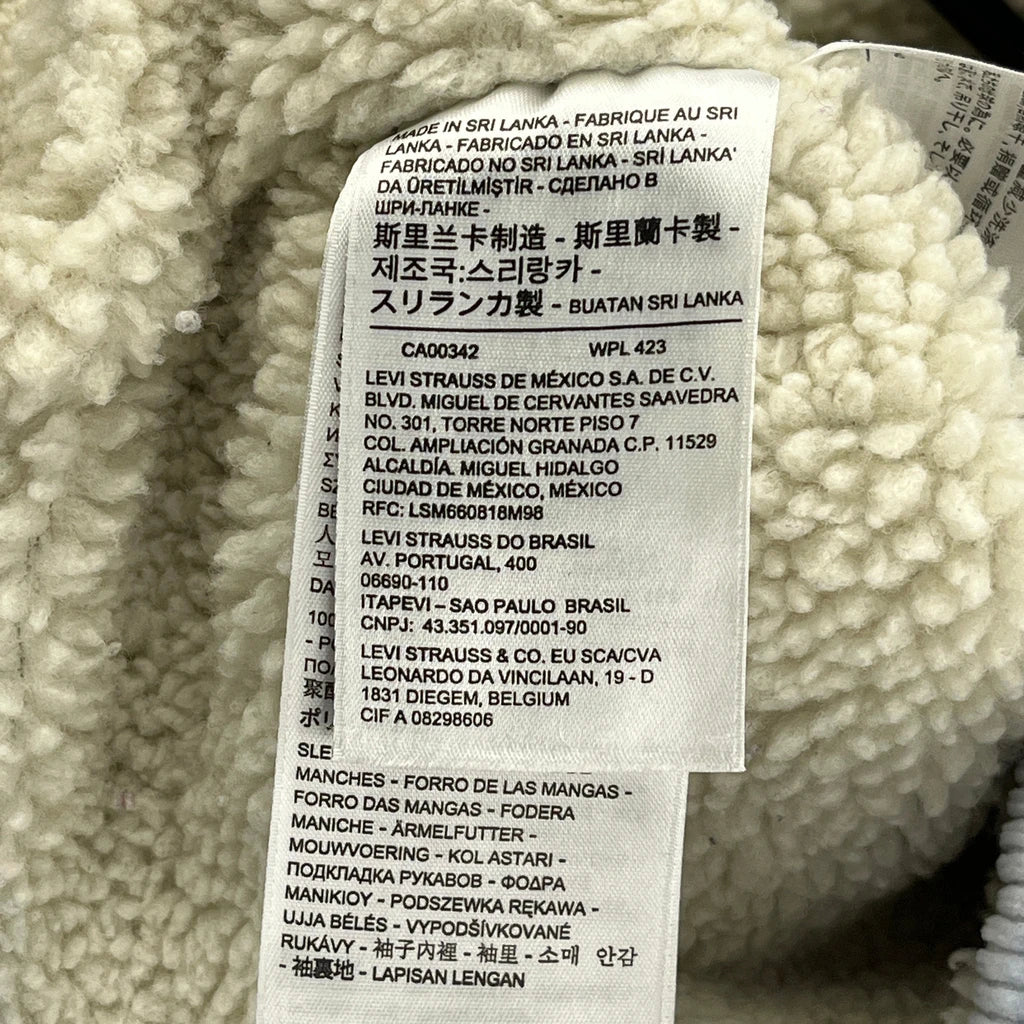 MADE IN SRI LANKA - FABRIQUE AU SRI
LANKA - FABRICADO EN SRI LANKA -
FABRICADO NO SRI LANKA - SRİ LANKA'
DA ÜRETİLMİŞTİR - СДЕЛАНО В
ШРИ-ЛАНКЕ -
斯里兰卡制造 - 斯里蘭卡製 -
제조국:스리랑카 -
スリランカ製 - BUATAN SRI LANKA
CA00342 WPL 423
LEVI STRAUSS DE MÉXICO S.A. DE C.V.
BLVD. MIGUEL DE CERVANTES SAAVEDRA
NO. 301, TORRE NORTE PISO 7
COL. AMPLIACIÓN GRANADA C.P. 11529
ALCALDÍA. MIGUEL HIDALGO
CIUDAD DE MÉXICO, MÉXICO
RFC: LSM660818M98
LEVI STRAUSS DO BRASIL
AV. PORTUGAL, 400
06690-110
ITAPEVI – SAO PAULO BRASIL
CNPJ: 43.351.097/0001-90
LEVI STRAUSS & CO. EU SCA/CVA
LEONARDO DA VINCILAAN, 19 - D
1831 DIEGEM, BELGIUM
CIF A 08298606
SLE
MANCHES - FORRO DE LAS MANGAS -
FORRO DAS MANGAS - FODERA
MANICHE - ÄRMELFUTTER -
MOUWVOERING - KOL ASTARI -
ПОДКЛАДКА РУКАВОВ - ΦΟΔΡΑ
ΜΑΝΙΚΙΟΥ - PODSZEWKA RĘKAWA -
UJJA BÉLÉS - VYPODŠÍVKOVANÉ
RUKÁVY - 袖子內裡 - 袖里 - 소매 안감
- 袖裏地 - LAPISAN LENGAN